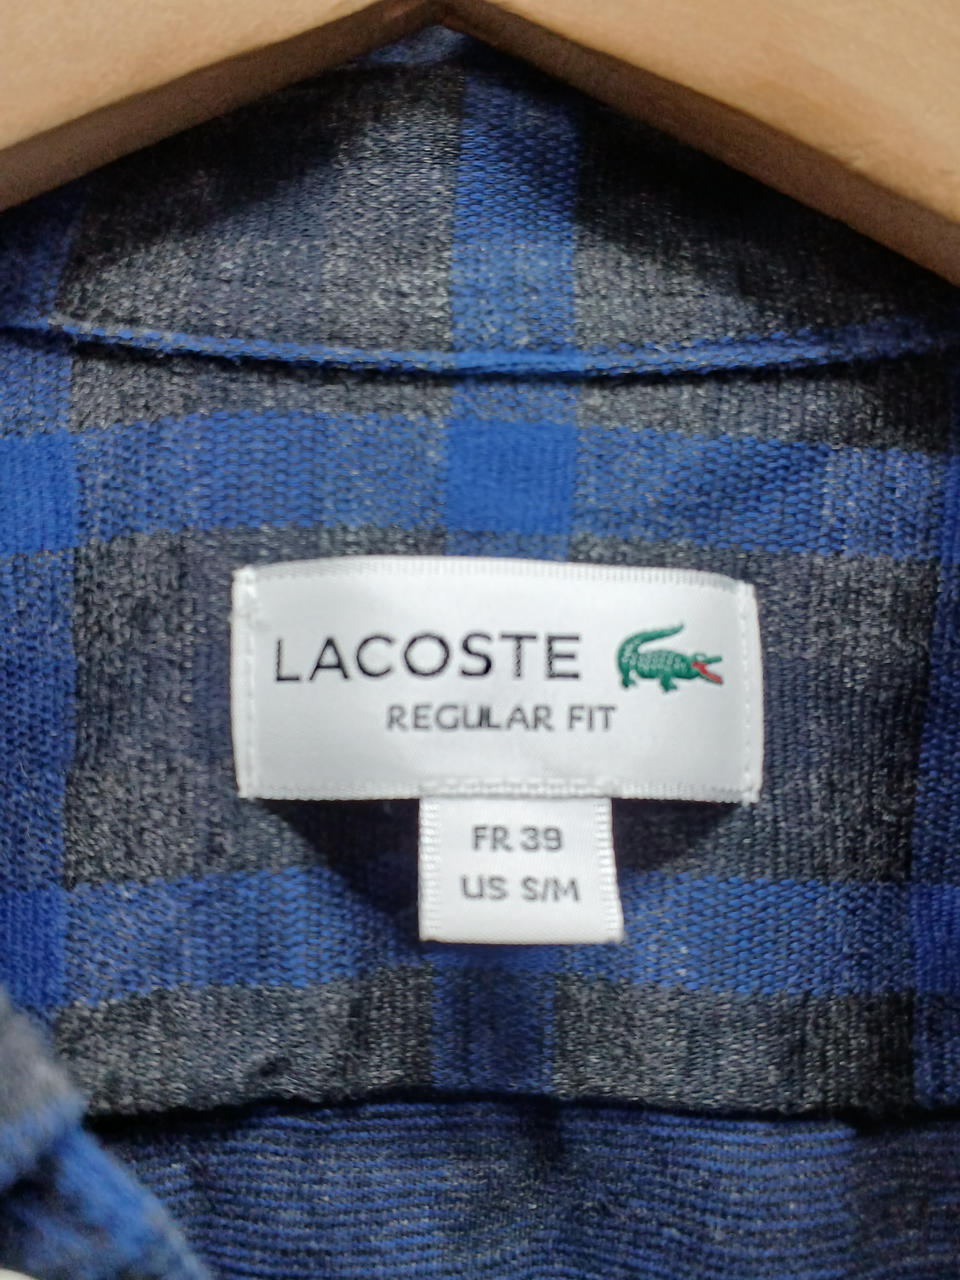 LACOSTE
REGULAR FIT
FR 39
US S/M